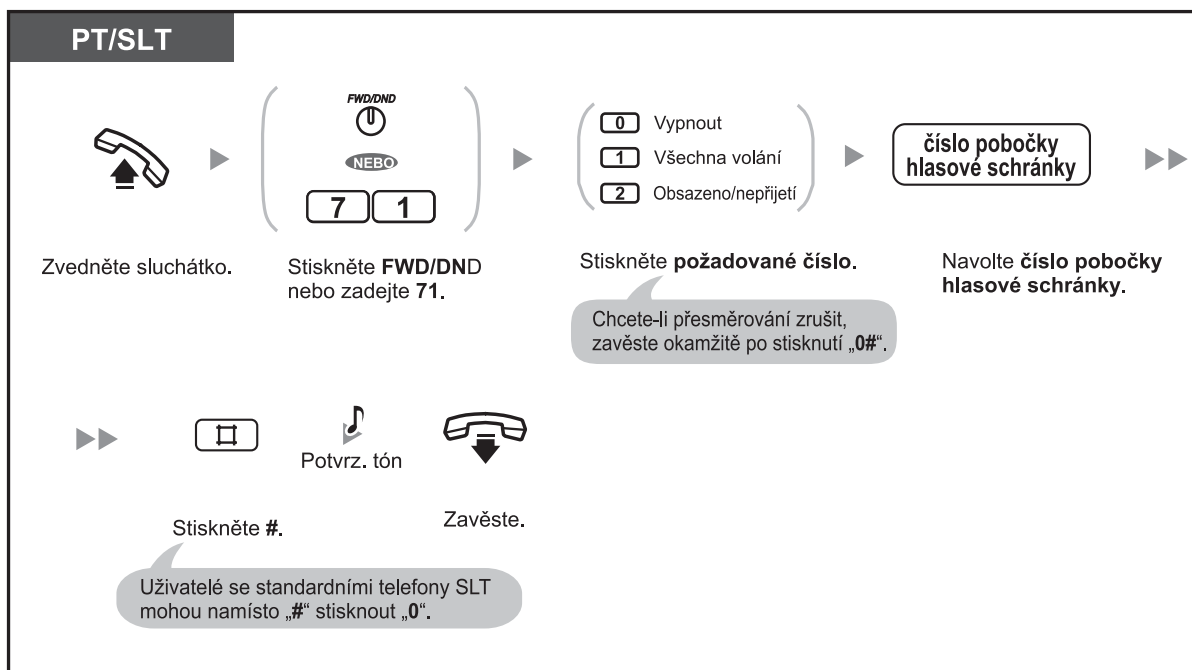 PT/SLT
FWD/DND
NEBO
7 1
0 Vypnout
1 Všechna volání
2 Obsazeno/nepřijetí
číslo pobočky
hlasové schránky
Zvedněte sluchátko.
Stiskněte FWD/DND
nebo zadejte 71.
Stiskněte požadované číslo.
Chcete-li přesměrování zrušit,
zavěste okamžitě po stisknutí „0#“.
Navolte číslo pobočky
hlasové schránky.
#
Potvrz. tón
Stiskněte #.
Zavěste.
Uživatelé se standardními telefony SLT
mohou namísto „#“ stisknout „0“.